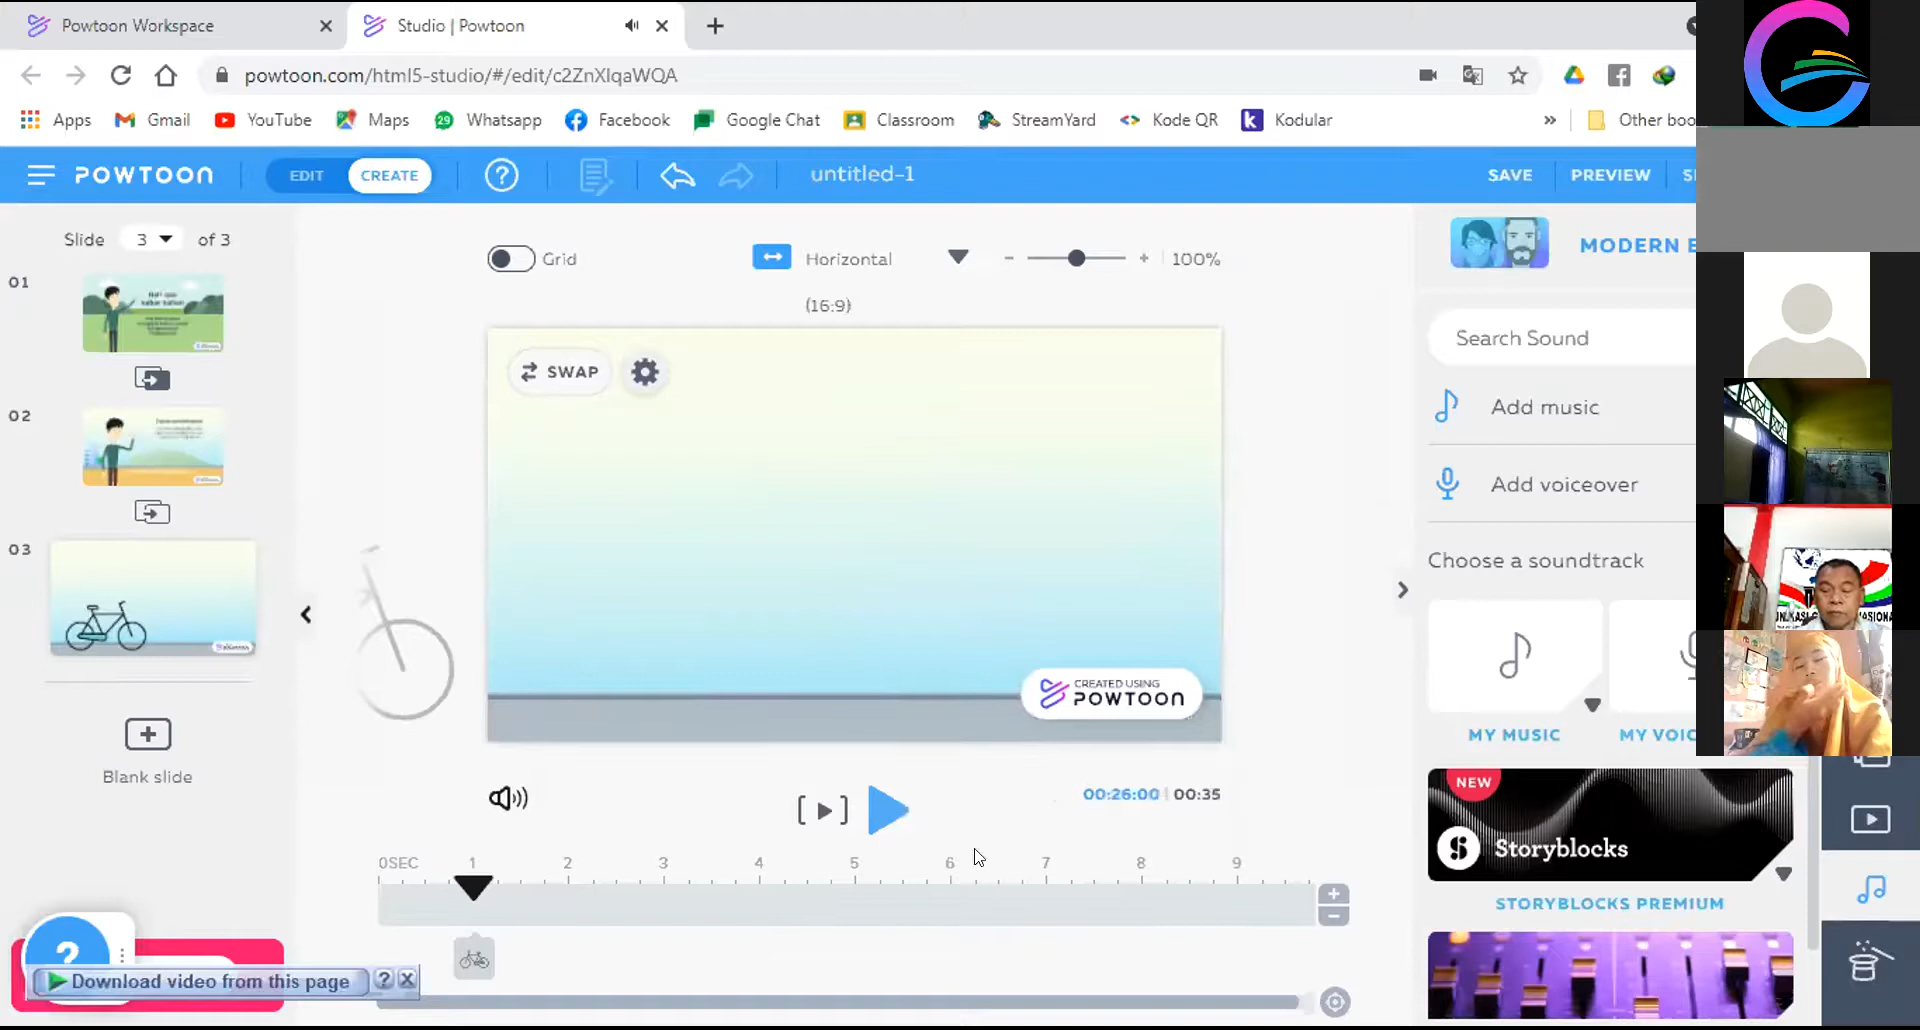 Powtoon Workspace
Studio | Powtoon
powtoon.com/html5-studio/#/edit/c2ZnXlqaWQA
Apps
Gmail
YouTube
Maps
29
Whatsapp
Facebook
Google Chat
Classroom
StreamYard
Kode QR
Kodular
»
Other boo
POWTOON
EDIT
CREATE
?
untitled-1
SAVE
PREVIEW
Slide
3
of 3
Grid
Horizontal
(16:9)
- + 100%
MODERN E
01
02
03
Blank slide
SWAP
CREATED USING
POWTOON
Search Sound
Add music
Add voiceover
Choose a soundtrack
MY MUSIC
MY VOIC
NEW
Storyblocks
STORYBLOCKS PREMIUM
00:26:00 00:35
0SEC 1 2 3 4 5 6 7 8 9
?
Download video from this page
?